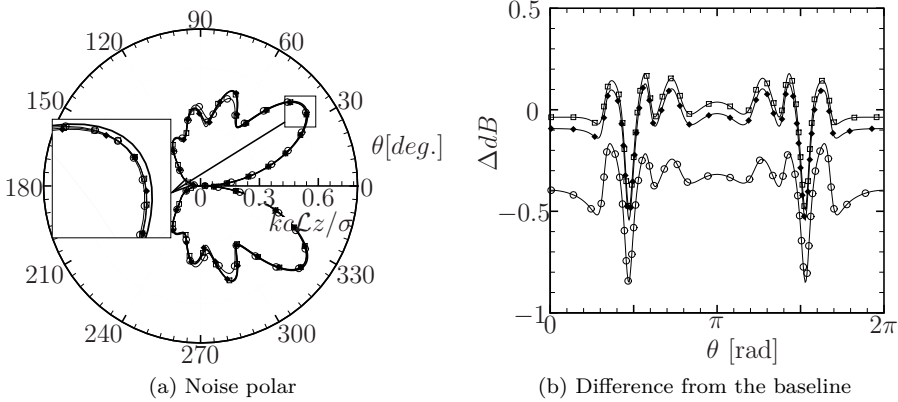 90
120
60
150
30
θ[deg.]
180
0
0.3
0.6
0
kσℒz/σ
210
330
240
300
270
(a) Noise polar
0.5
0
−0.5
−1
0
π
2π
ΔdB
θ [rad]
(b) Difference from the baseline